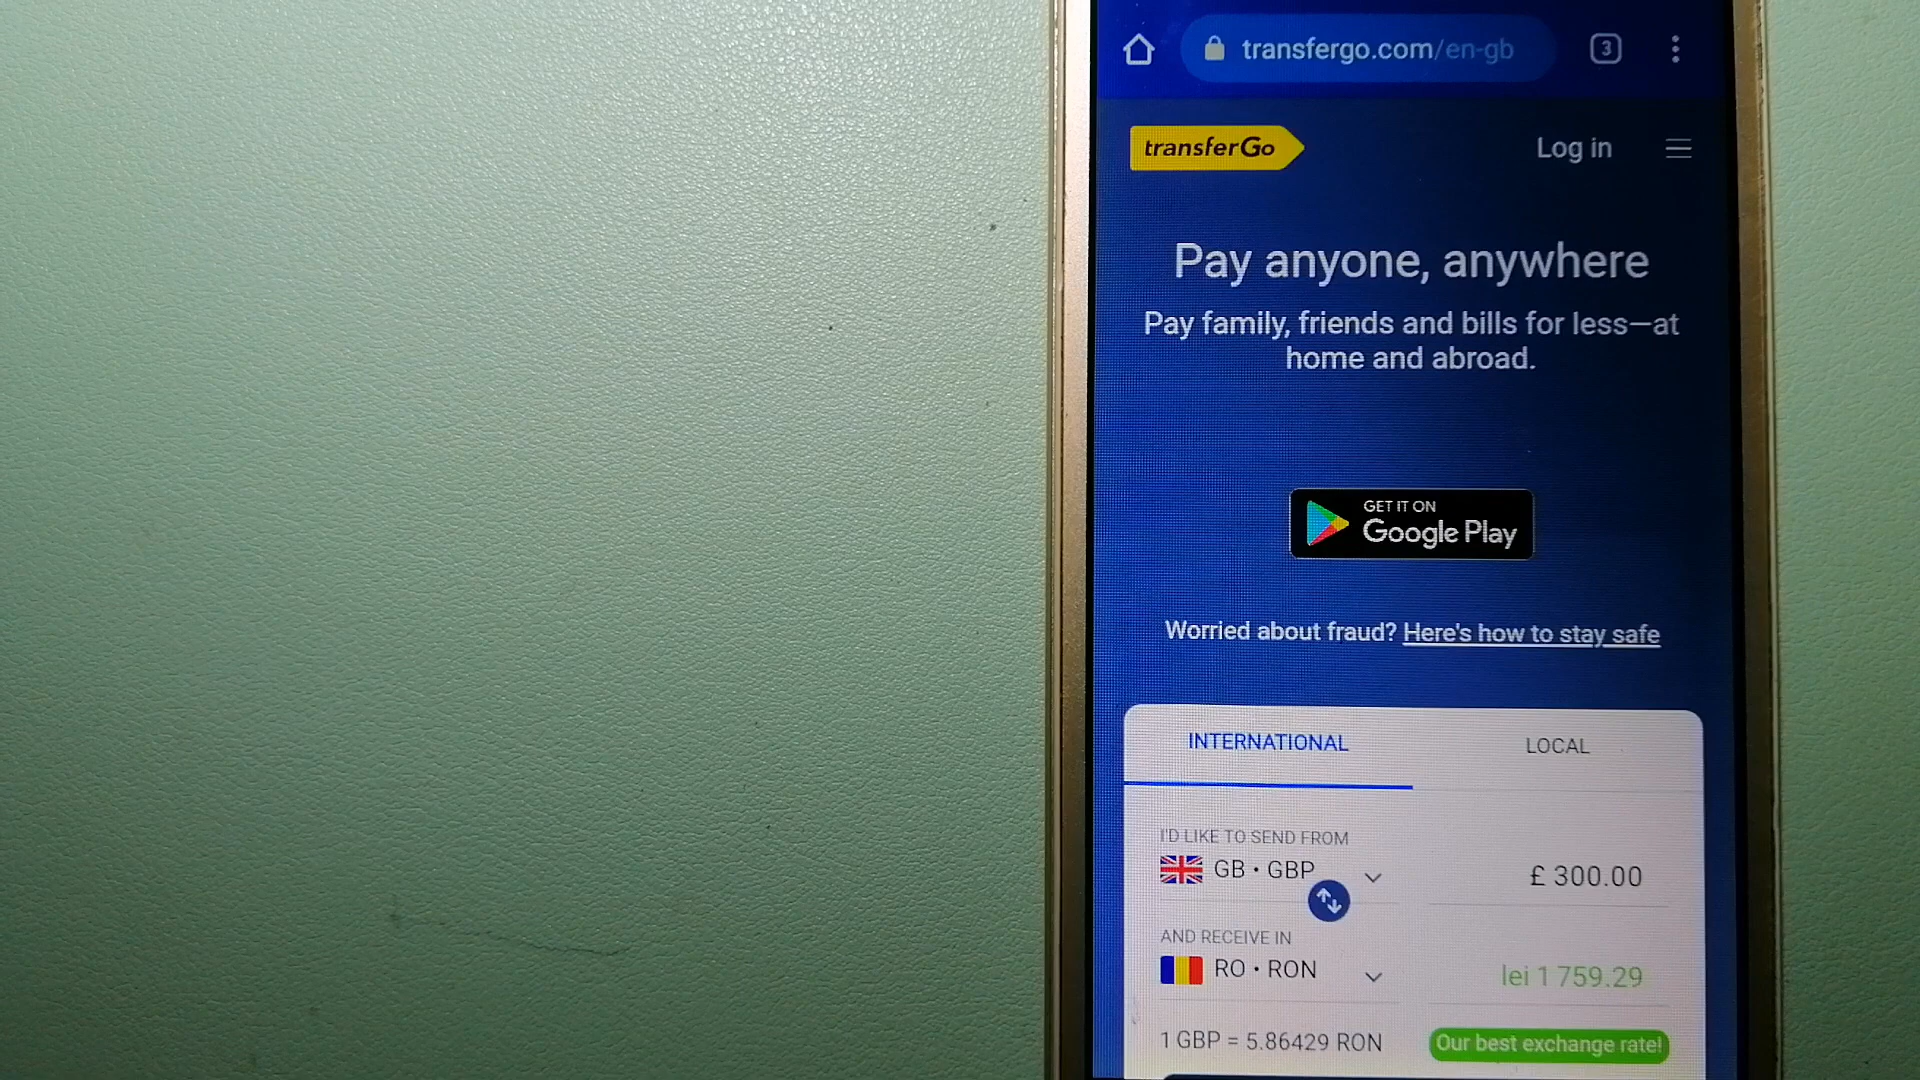 transfergo.com/en-gb
3
transferGo
Log in
Pay anyone, anywhere
Pay family, friends and bills for less—at
home and abroad.
GET IT ON
Google Play
Worried about fraud? Here's how to stay safe
INTERNATIONAL
LOCAL
I'D LIKE TO SEND FROM
GB • GBP
£ 300.00
AND RECEIVE IN
RO • RON
lei 1 759.29
1 GBP = 5.86429 RON
Our best exchange rate!